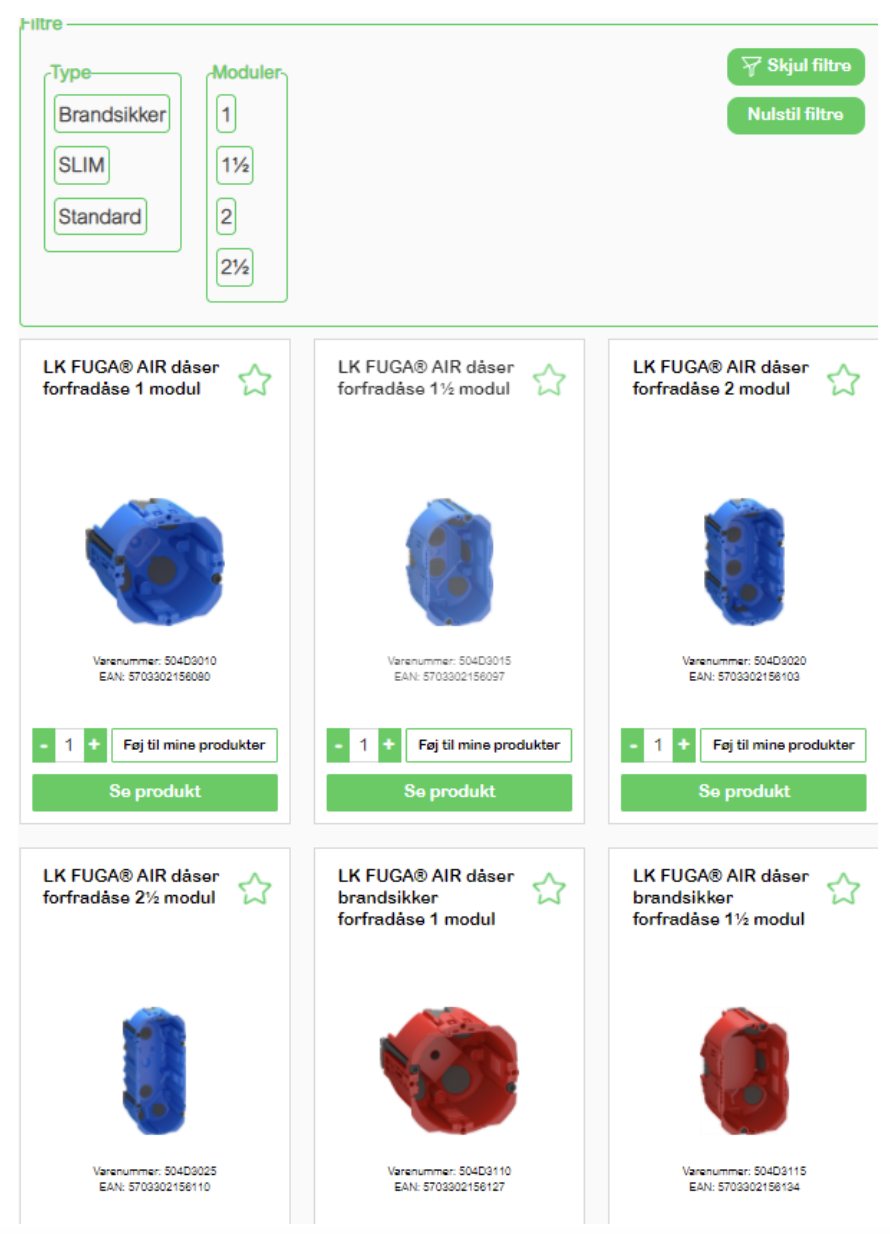 Filtre
Type
Moduler
Skjul filtre
Brandsikker
1
Nulstil filtre
SLIM
1½
Standard
2
2½
LK FUGA® AIR dåser
forfradåse 1 modul
LK FUGA® AIR dåser
forfradåse 1½ modul
LK FUGA® AIR dåser
forfradåse 2 modul
Varenummer: 504D3010
EAN: 5703302156080
Varenummer: 504D3015
EAN: 5703302156097
Varenummer: 504D3020
EAN: 5703302156103
- 1 + Føj til mine produkter
- 1 + Føj til mine produkter
- 1 + Føj til mine produkter
Se produkt
Se produkt
Se produkt
LK FUGA® AIR dåser
forfradåse 2½ modul
LK FUGA® AIR dåser
brandsikker
forfradåse 1 modul
LK FUGA® AIR dåser
brandsikker
forfradåse 1½ modul
Varenummer: 504D3025
EAN: 5703302156110
Varenummer: 504D3110
EAN: 5703302156127
Varenummer: 504D3115
EAN: 5703302156134